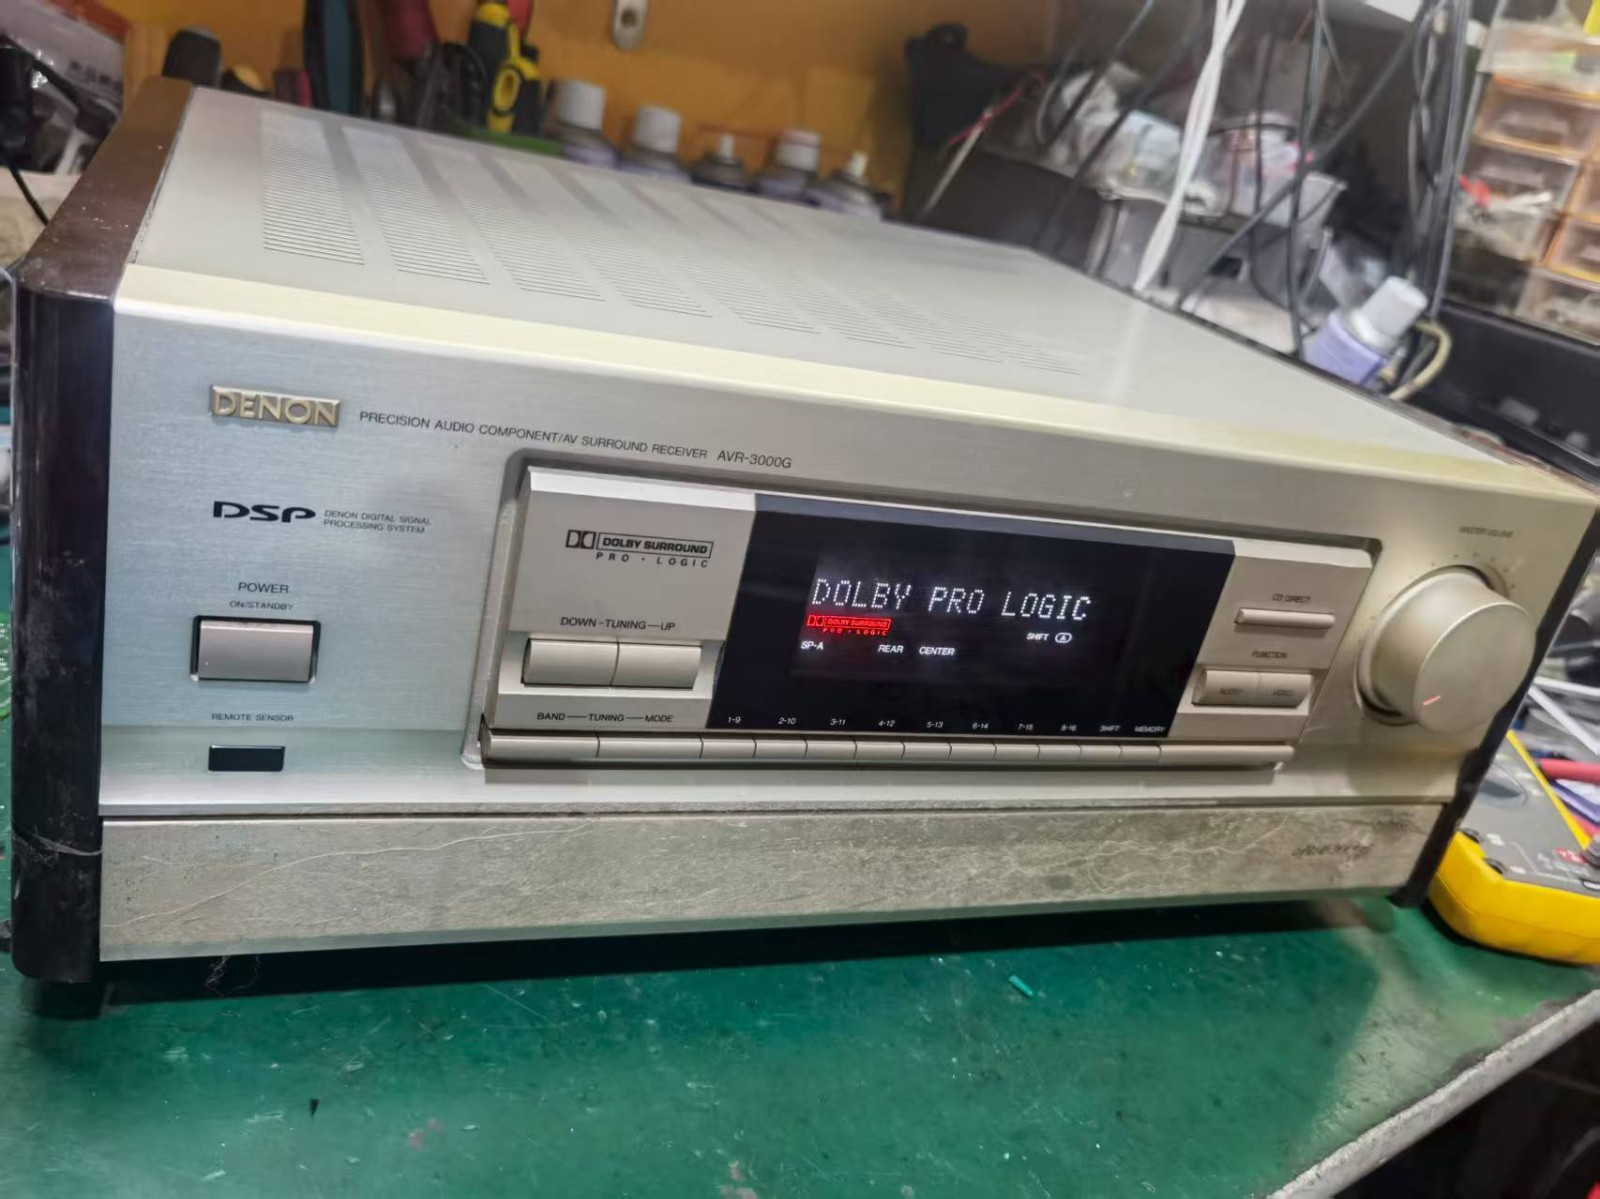 DENON
PRECISION AUDIO COMPONENT/AV SURROUND RECEIVER AVR-3000G
DSP DENON DIGITAL SIGNAL
PROCESSING SYSTEM
DOLBY SURROUND
PRO · LOGIC
POWER
ON/STANDBY
REMOTE SENSOR
DOWN - TUNING - UP
BAND TUNING MODE
DOLBY PRO LOGIC
DOLBY SURROUND
PRO · LOGIC
SHIFT A
SP-A REAR CENTER
1-9 2-10 3-11 4-12 5-13 6-14 7-15 8-16 SHIFT MEMORY
MASTER VOLUME
CD DIRECT
FUNCTION
AUDIO VIDEO